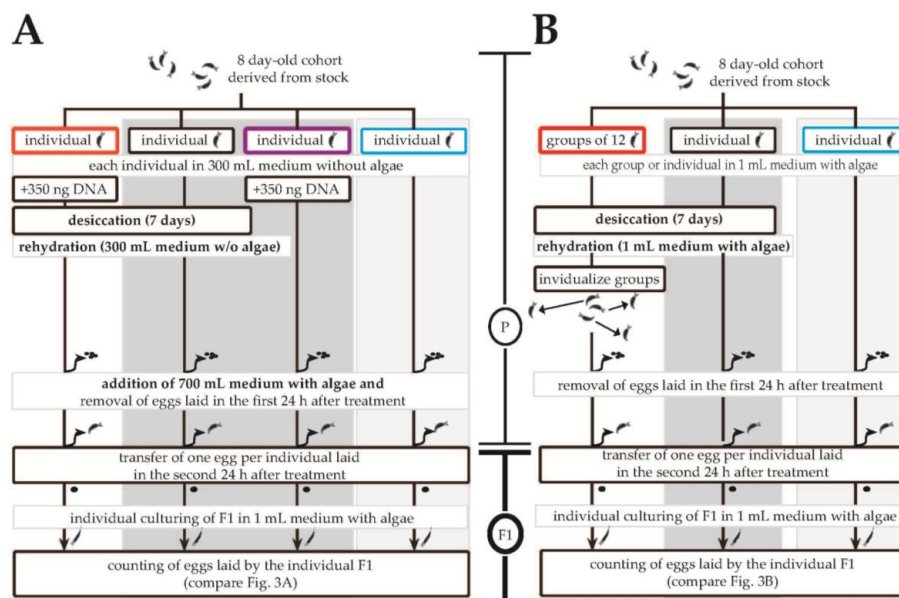 A
8 day-old cohort
derived from stock
individual
individual
individual
individual
each individual in 300 mL medium without algae
+350 ng DNA
+350 ng DNA
desiccation (7 days)
rehydration (300 mL medium w/o algae)
addition of 700 mL medium with algae and
removal of eggs laid in the first 24 h after treatment
transfer of one egg per individual laid
in the second 24 h after treatment
individual culturing of F1 in 1 mL medium with algae
counting of eggs laid by the individual F1
(compare Fig. 3A)
P
F1
B
8 day-old cohort
derived from stock
groups of 12
individual
individual
each group or individual in 1 mL medium with algae
desiccation (7 days)
rehydration (1 mL medium with algae)
invidualize groups
removal of eggs laid in the first 24 h after treatment
transfer of one egg per individual laid
in the second 24 h after treatment
individual culturing of F1 in 1 mL medium with algae
counting of eggs laid by the individual F1
(compare Fig. 3B)